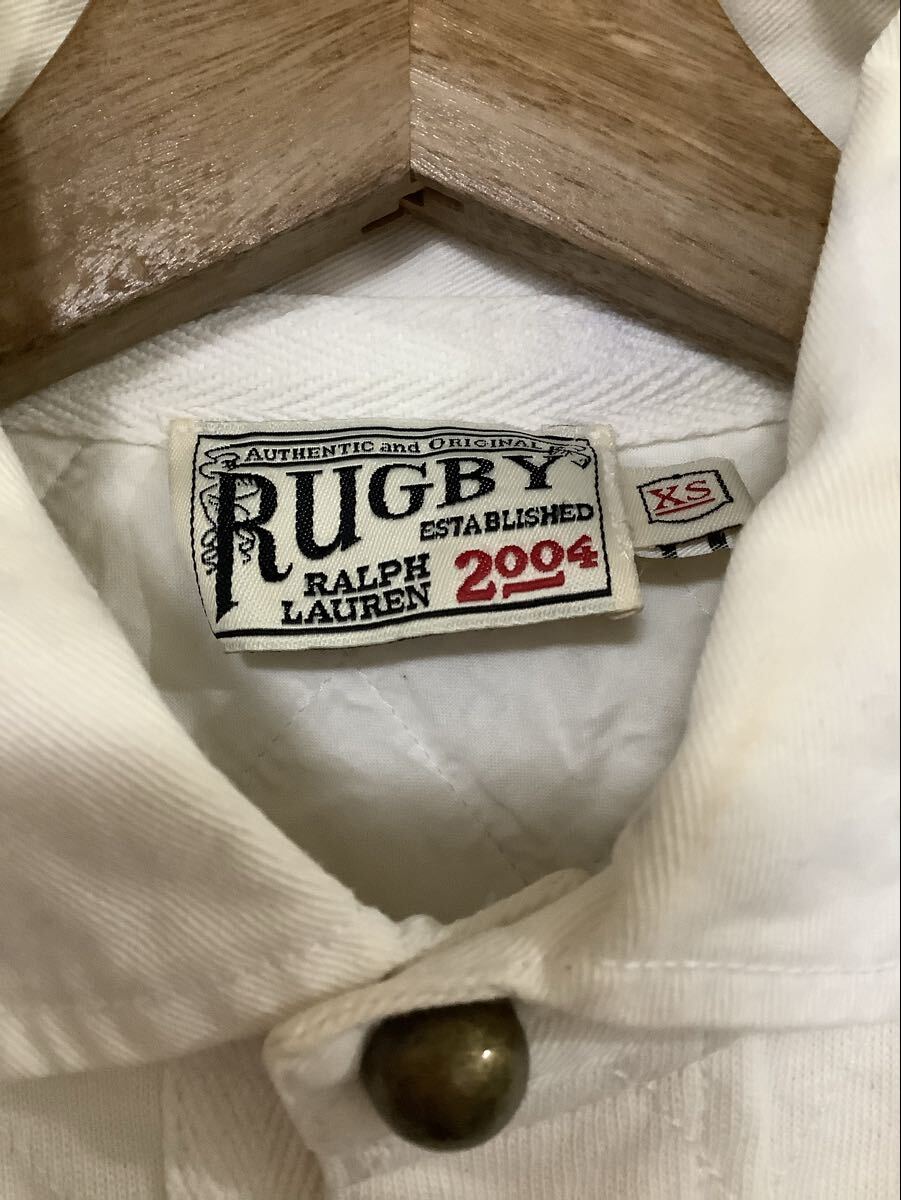 AUTHENTIC and ORIGINAL
RUGBY
ESTABLISHED
RALPH
LAUREN
2004
XS